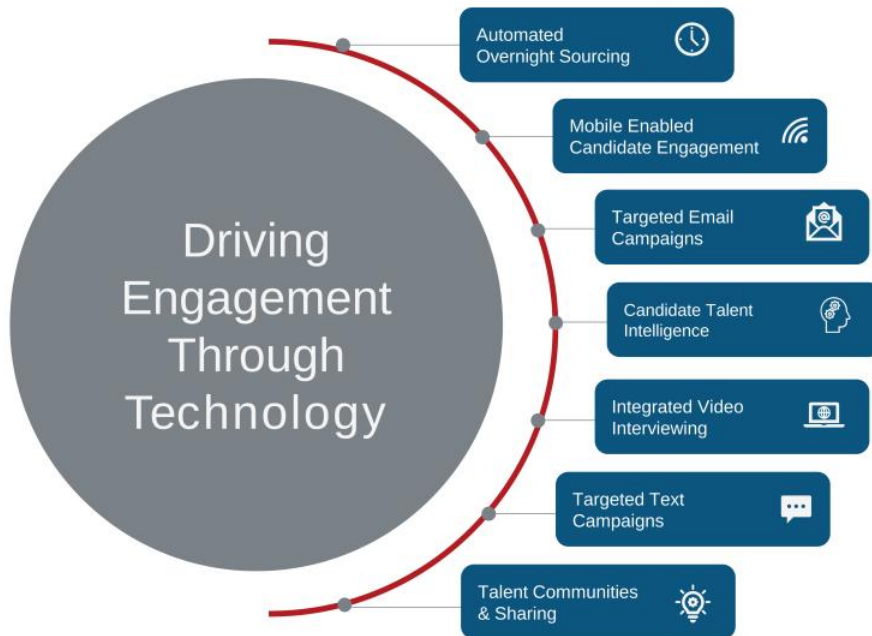 Driving
Engagement
Through
Technology
Automated
Overnight Sourcing
Mobile Enabled
Candidate Engagement
Targeted Email
Campaigns
@
Candidate Talent
Intelligence
Integrated Video
Interviewing
Targeted Text
Campaigns
Talent Communities
& Sharing